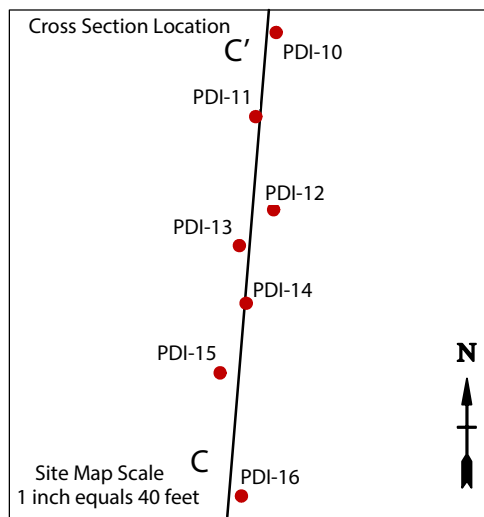 Cross Section Location
C'
PDI-10
PDI-11
PDI-12
PDI-13
PDI-14
PDI-15
N
C
PDI-16
Site Map Scale
1 inch equals 40 feet